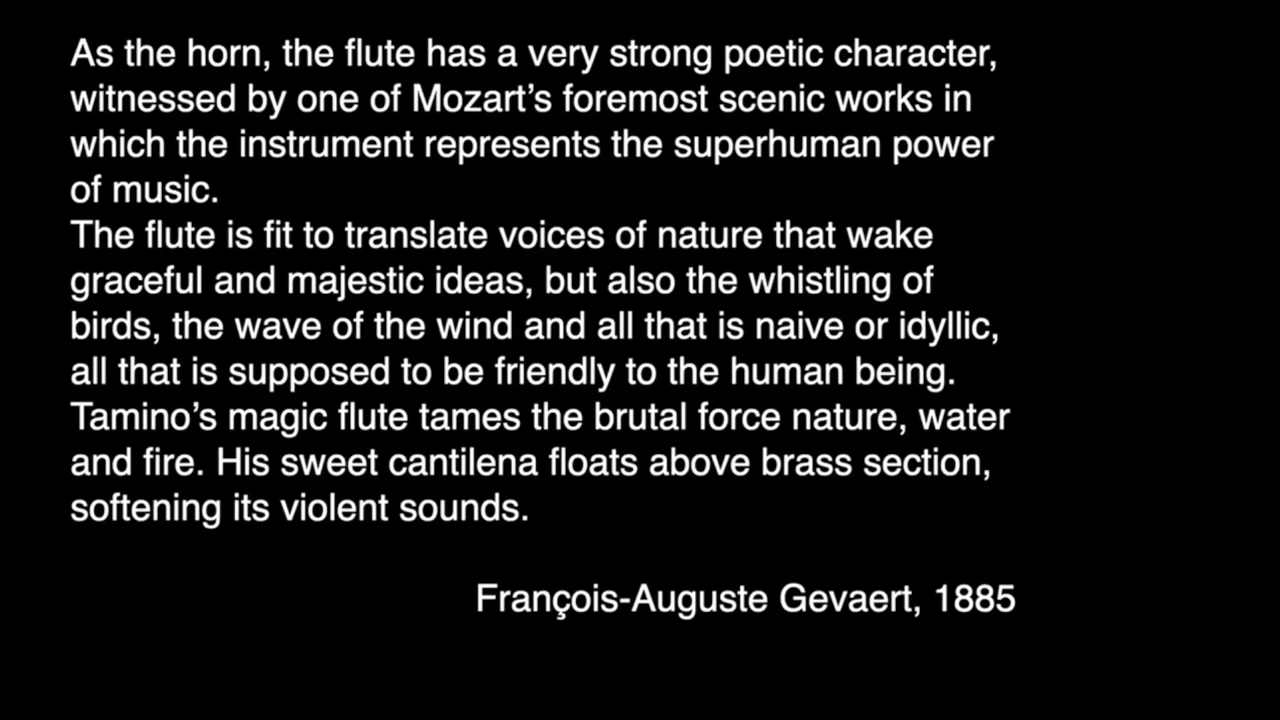 As the horn, the flute has a very strong poetic character,
witnessed by one of Mozart’s foremost scenic works in
which the instrument represents the superhuman power
of music.
The flute is fit to translate voices of nature that wake
graceful and majestic ideas, but also the whistling of
birds, the wave of the wind and all that is naive or idyllic,
all that is supposed to be friendly to the human being.
Tamino’s magic flute tames the brutal force nature, water
and fire. His sweet cantilena floats above brass section,
softening its violent sounds.
François-Auguste Gevaert, 1885